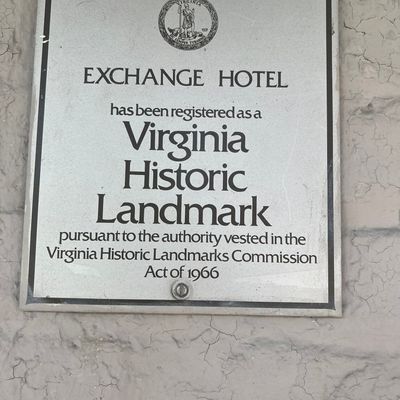 VIRGINIA
EXCHANGE HOTEL
has been registered as a
Virginia
Historic
Landmark
pursuant to the authority vested in the
Virginia Historic Landmarks Commission
Act of 1966